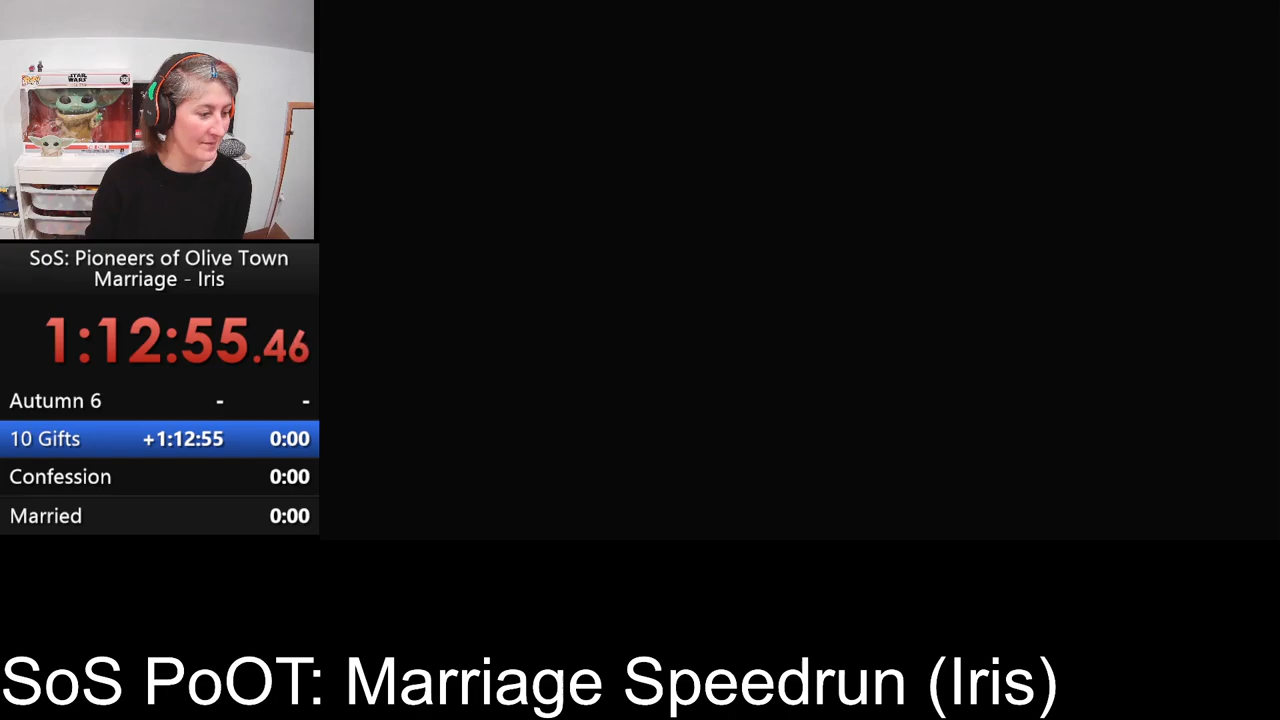 STAR
WARS
SoS: Pioneers of Olive Town
Marriage - Iris
1:12:55.46
Autumn 6 - -
10 Gifts +1:12:55 0:00
Confession 0:00
Married 0:00
SoS PoOT: Marriage Speedrun (Iris)